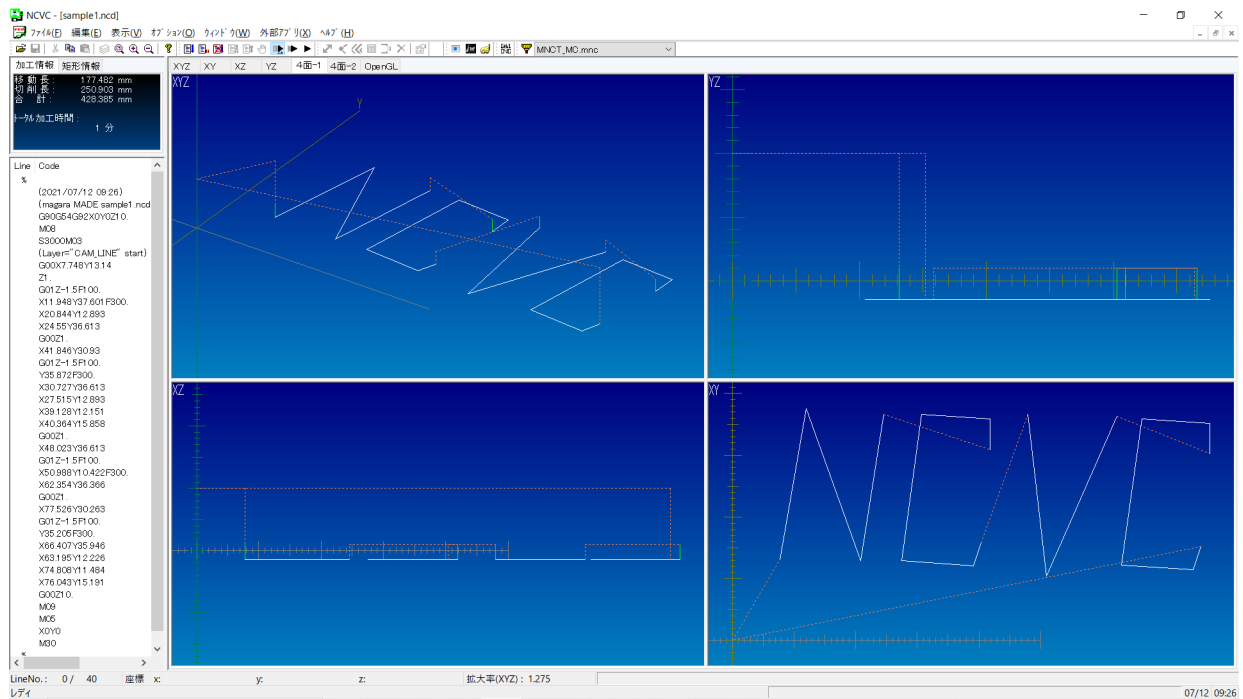 NCVC - [sample1.ncd]
ファイル(F) 編集(E) 表示(V) オプション(O) ウィンドウ(W) 外部アプリ(X) ヘルプ(H)
MNCT_MC.mnc
加工情報 矩形情報
XYZ XY XZ YZ 4面-1 4面-2 OpenGL
移動長: 177.482 mm
切削長: 250.903 mm
合 計: 428.385 mm
トータル加工時間:
1 分
Line Code
%
(2021/07/12 09:26)
(magara MADE sample1.ncd
G90G54G92X0Y0Z10.
M08
S3000M03
(Layer="CAM_LINE" start)
G00X7.748Y13.14
Z1.
G01Z-1.5F100.
X11.948Y37.601F300.
X20.844Y12.893
X24.55Y36.613
G00Z1.
X41.846Y30.93
G01Z-1.5F100.
Y35.872F300.
X30.727Y36.613
X27.515Y12.893
X39.128Y12.151
X40.364Y15.858
G00Z1.
X48.023Y36.613
G01Z-1.5F100.
X50.988Y10.422F300.
X62.354Y36.366
G00Z1.
X77.526Y30.263
G01Z-1.5F100.
Y35.205F300.
X66.407Y35.946
X63.195Y12.226
X74.808Y11.484
X76.043Y15.191
G00Z10.
M09
M05
X0Y0
M30
XYZ
Y
YZ
XZ
XY
LineNo.: 0/ 40 座標 x: y: z: 拡大率(XYZ) : 1.275
レディ
07/12 09:26